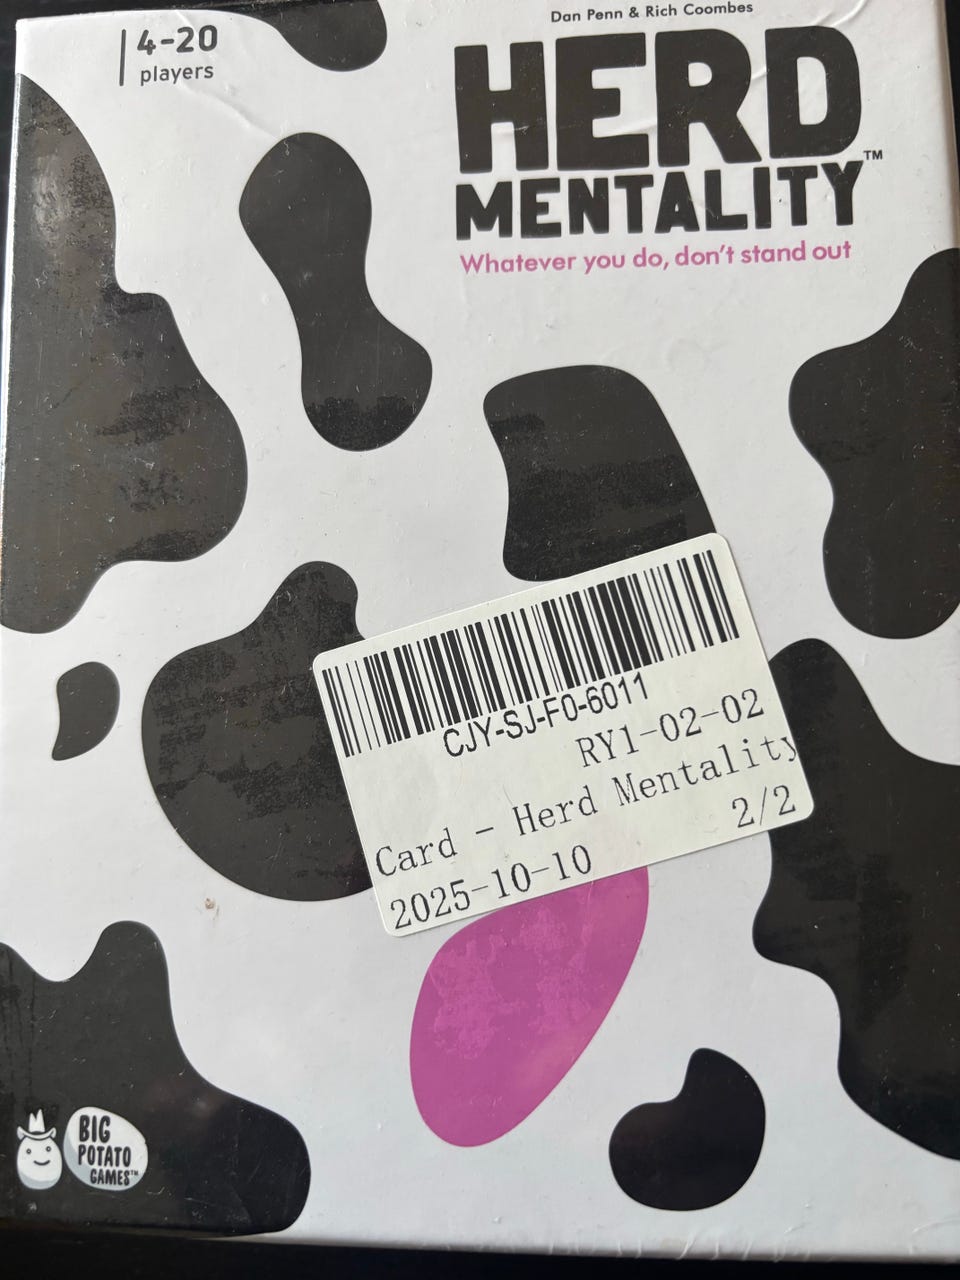 Dan Penn & Rich Coombes
4-20
players
HERD
MENTALITY™
Whatever you do, don't stand out
CJY-SJ-F0-6011
RY1-02-02
Card - Herd Mentality
2/2
2025-10-10
BIG
POTATO
GAMES™